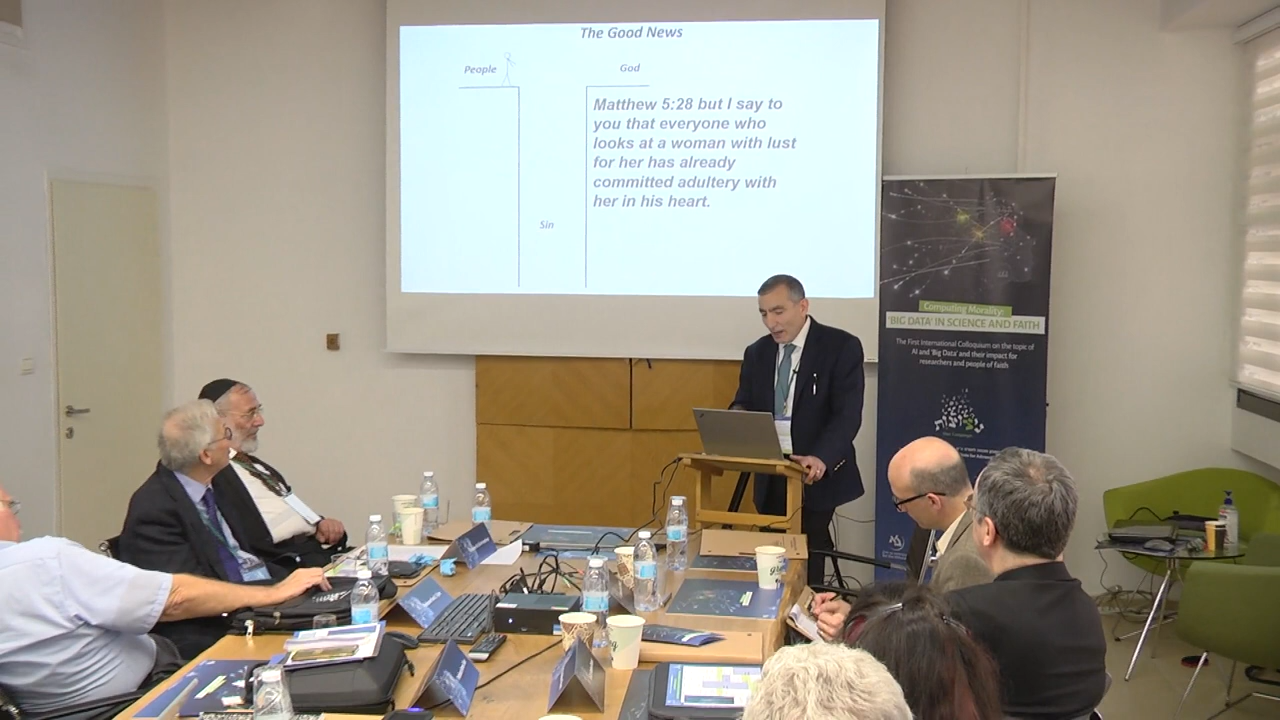 The Good News
People
God
Matthew 5:28 but I say to
you that everyone who
looks at a woman with lust
for her has already
committed adultery with
her in his heart.
Sin
Computing Morality:
'BIG DATA' IN SCIENCE AND FAITH
The First International Colloquium on the topic of
AI and 'Big Data' and their impact for
researchers and people of faith